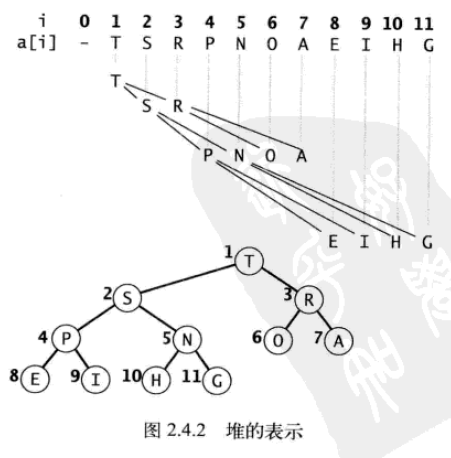 i 0 1 2 3 4 5 6 7 8 9 10 11
a[i] - T S R P N O A E I H G
T
S R
P N O A
E I H G
1 T
2 S 3 R
4 P 5 N 6 O 7 A
8 E 9 I 10 H 11 G
图 2.4.2 堆的表示